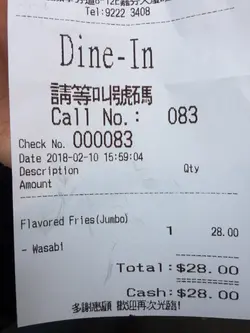 Tel:9222 3408
Dine-In
請等叫號碼
Call No.: 083
Check No. 000083
Date 2018-02-10 15:59:04
Description Qty
Amount
Flavored Fries(Jumbo)
1 28.00
- Wasabi
Total:$28.00
Cash:$28.00
多謝惠顧 歡迎再次光臨!